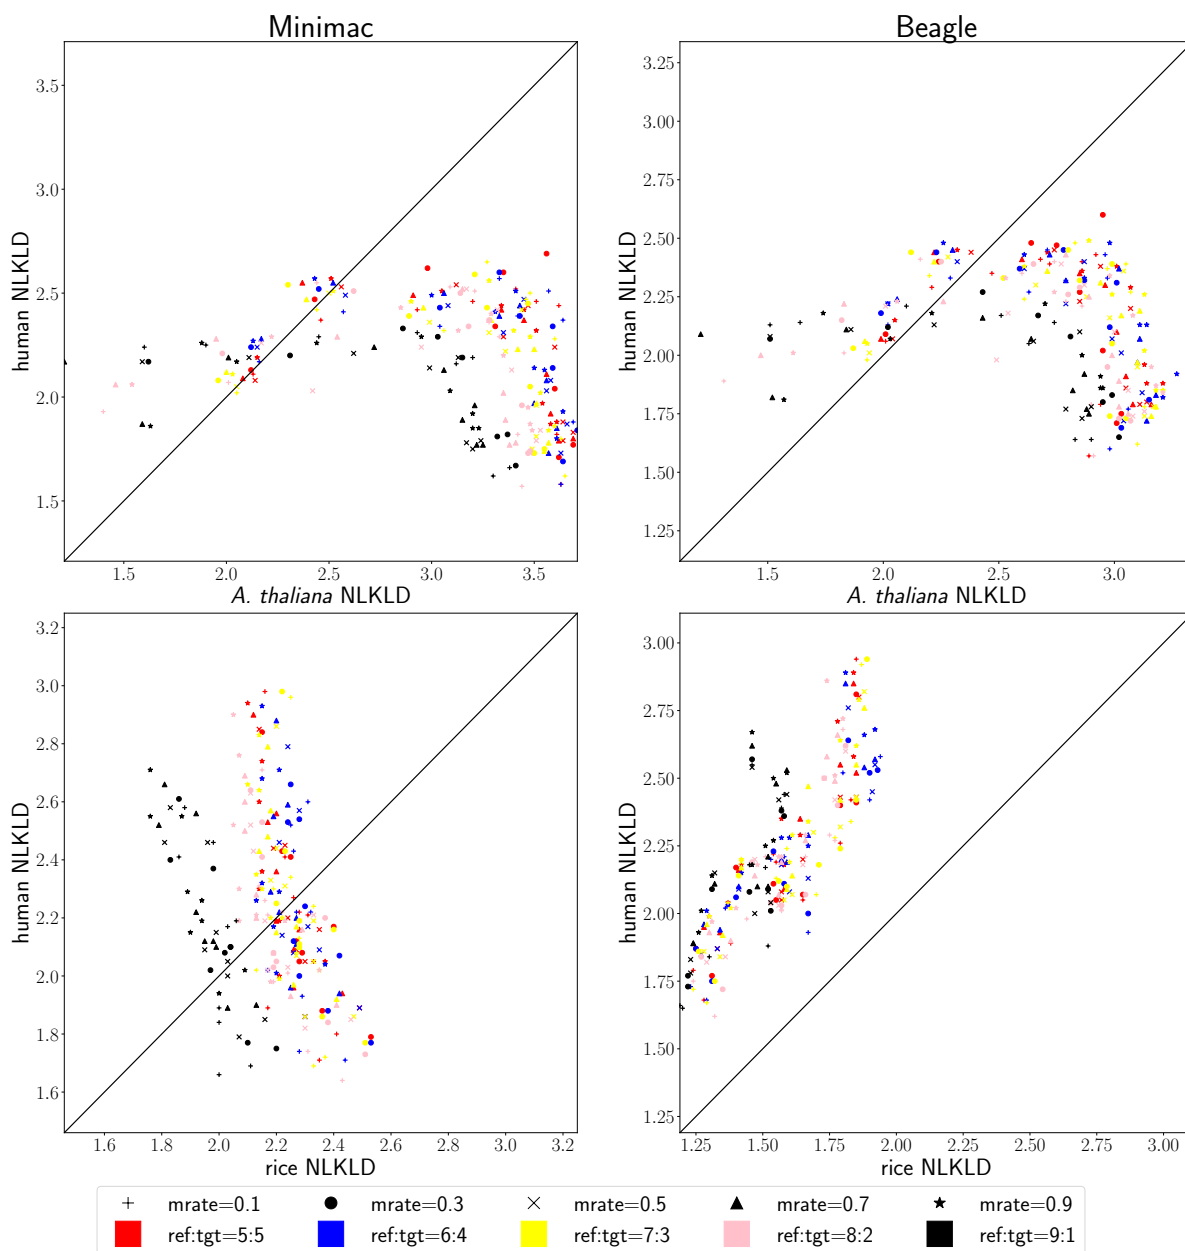 Minimac Beagle
3.5
3.0
2.5
2.0
1.5
human NLKLD
1.5 2.0 2.5 3.0 3.5
A. thaliana NLKLD
3.25
3.00
2.75
2.50
2.25
2.00
1.75
1.50
1.25
human NLKLD
1.5 2.0 2.5 3.0
A. thaliana NLKLD
3.2
3.0
2.8
2.6
2.4
2.2
2.0
1.8
1.6
human NLKLD
1.6 1.8 2.0 2.2 2.4 2.6 2.8 3.0 3.2
rice NLKLD
3.00
2.75
2.50
2.25
2.00
1.75
1.50
1.25
human NLKLD
1.25 1.50 1.75 2.00 2.25 2.50 2.75 3.00
rice NLKLD
mrate=0.1 mrate=0.3 mrate=0.5 mrate=0.7 mrate=0.9
ref:tgt=5:5 ref:tgt=6:4 ref:tgt=7:3 ref:tgt=8:2 ref:tgt=9:1